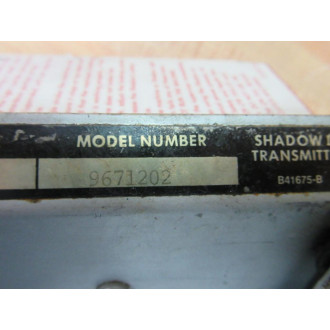 MODEL NUMBER
9671202
SHADOW
TRANSMITT
B41675-B